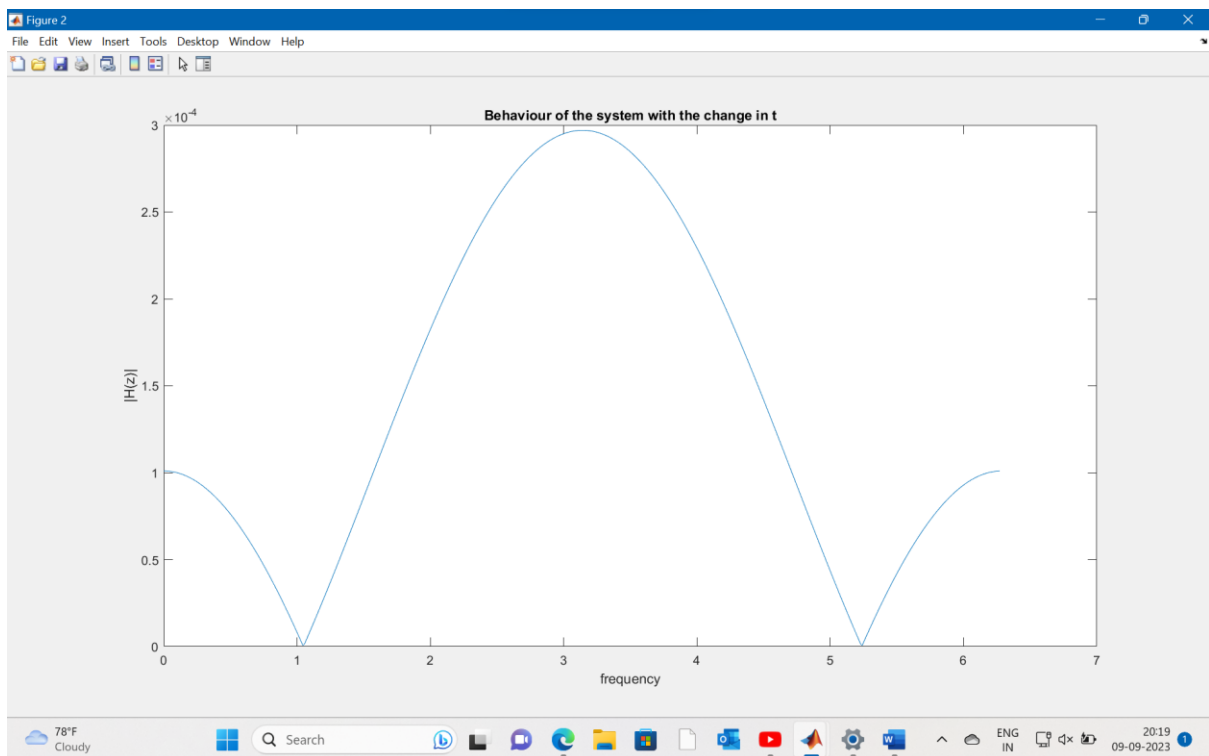 Figure 2
File Edit View Insert Tools Desktop Window Help
Behaviour of the system with the change in t
×10-4
3
2.5
2
1.5
1
0.5
0
|H(z)|
0 1 2 3 4 5 6 7
frequency
78°F
Cloudy
Search
ENG
IN
20:19
09-09-2023
1